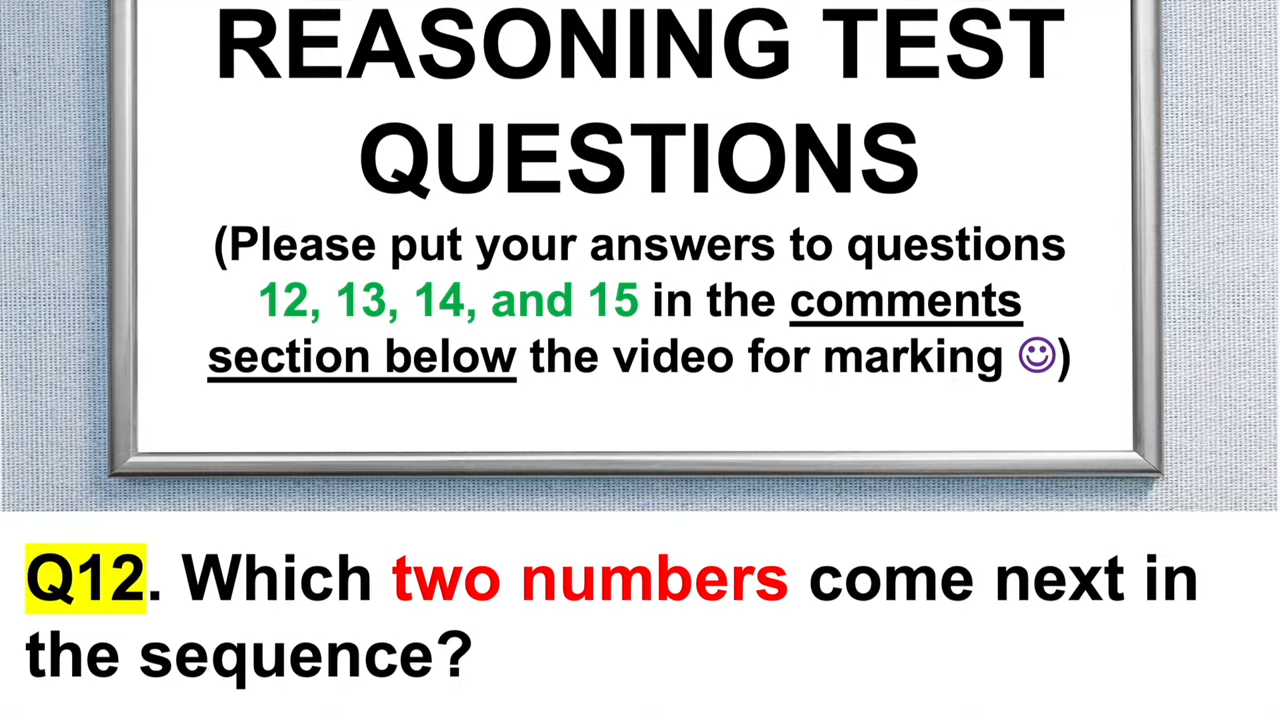 REASONING TEST
QUESTIONS
(Please put your answers to questions
12, 13, 14, and 15 in the comments
section below the video for marking ☺)
Q12. Which two numbers come next in
the sequence?